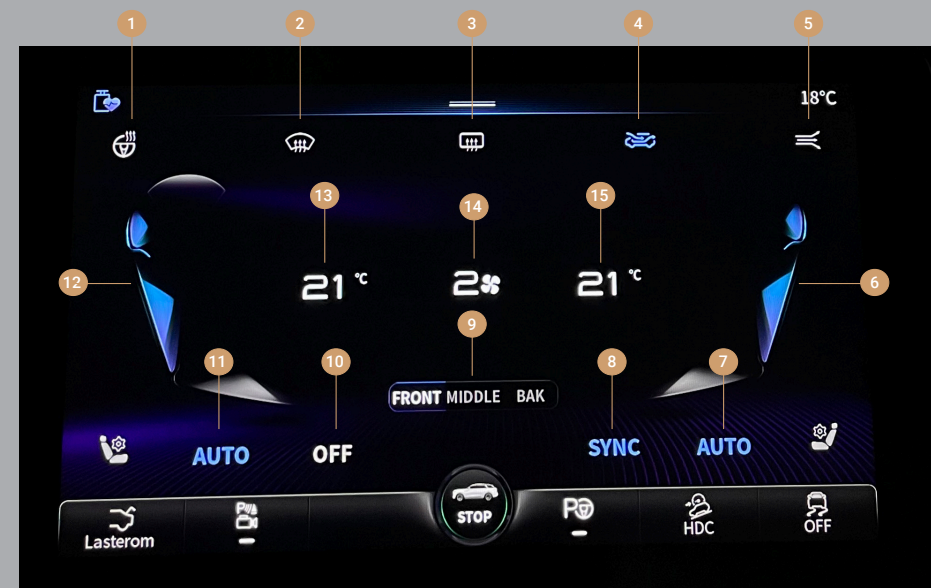 1 2 3 4 5
18°C
13 14 15
12 21 °C 2 21 °C 6
9
11 10 8 7
FRONT MIDDLE BAK
AUTO OFF SYNC AUTO
STOP
P
Lasterom HDC OFF